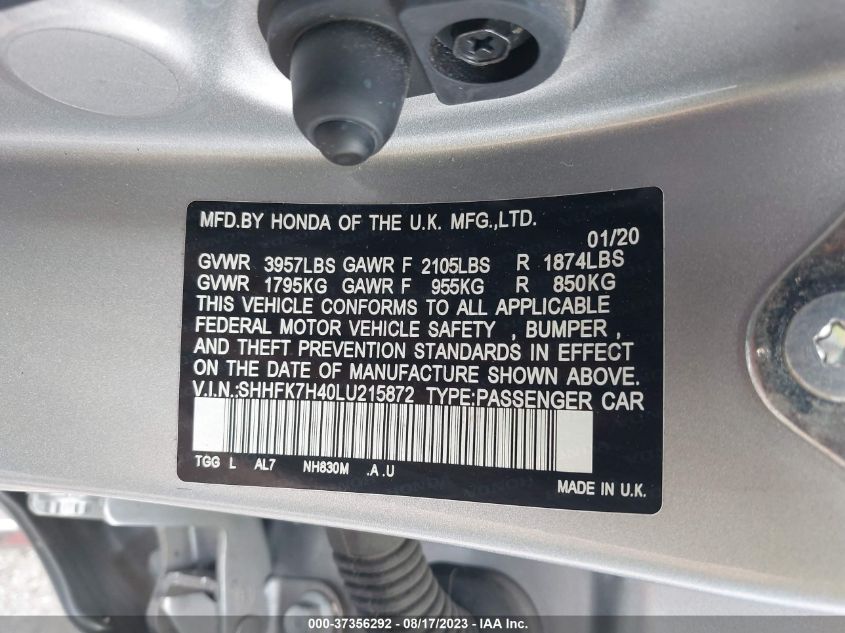 MFD.BY HONDA OF THE U.K. MFG.,LTD.
01/20
GVWR 3957LBS GAWR F 2105LBS R 1874LBS
GVWR 1795KG GAWR F 955KG R 850KG
THIS VEHICLE CONFORMS TO ALL APPLICABLE
FEDERAL MOTOR VEHICLE SAFETY , BUMPER ,
AND THEFT PREVENTION STANDARDS IN EFFECT
ON THE DATE OF MANUFACTURE SHOWN ABOVE.
V.I.N.:SHHFK7H40LU215872 TYPE:PASSENGER CAR
TGG L AL7 NH830M .A.U
MADE IN U.K.
000-37356292 - 08/17/2023 - IAA Inc.